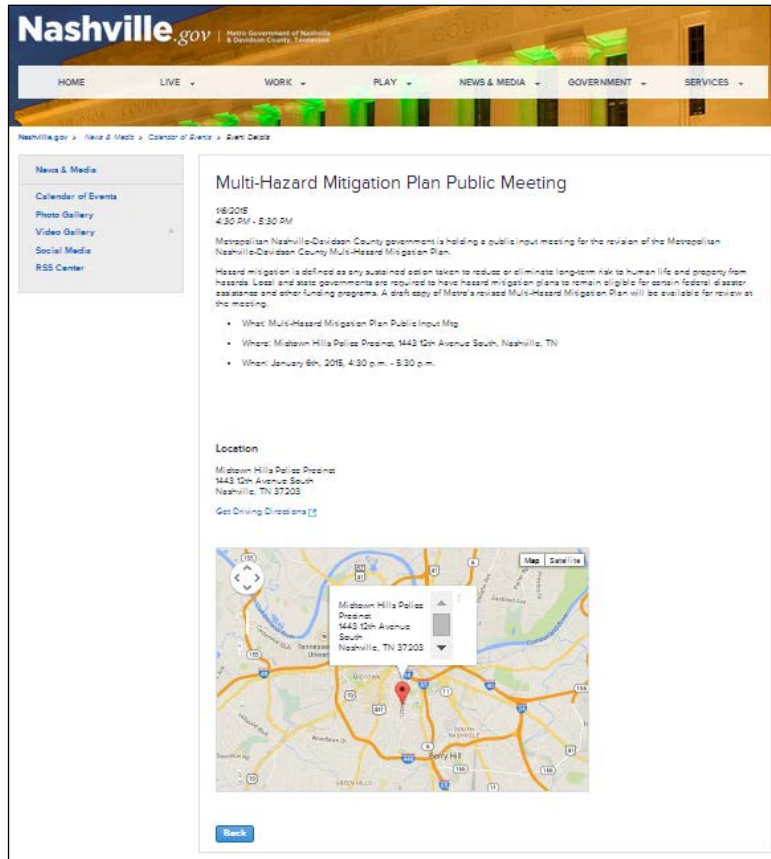 Nashville.gov
Metro Government of Nashville
& Davidson County, Tennessee
HOME LIVE WORK PLAY NEWS & MEDIA GOVERNMENT SERVICES
Nashville.gov > News & Media > Calendar of Events > Event Details
News & Media
Calendar of Events
Photo Gallery
Video Gallery
Social Media
RSS Center
Multi-Hazard Mitigation Plan Public Meeting
1/6/2015
4:30 PM - 5:30 PM
Metropolitan Nashville-Davidson County government is holding a public input meeting for the revision of the Metropolitan
Nashville-Davidson County Multi-Hazard Mitigation Plan.
Hazard mitigation is defined as any sustained action taken to reduce or eliminate long-term risk to human life and property from
hazards. Local and state governments are required to have hazard mitigation plans to remain eligible for certain federal disaster
assistance and other funding programs. A draft copy of Metro's revised Multi-Hazard Mitigation Plan will be available for review at
the meeting.
• What: Multi-Hazard Mitigation Plan Public Input Mtg
• Where: Midtown Hills Police Precinct, 1443 12th Avenue South, Nashville, TN
• When: January 6th, 2015, 4:30 p.m. - 5:30 p.m.
Location
Midtown Hills Police Precinct
1443 12th Avenue South
Nashville, TN 37203
Get Driving Directions
Map Satellite
Midtown Hills Police
Precinct
1443 12th Avenue
South
Nashville, TN 37203
Tennessee
MIDTOWN
SOUTH
NASHVILLE
Woodlawn Dr
Berry Hill
GREEN HILLS
Back